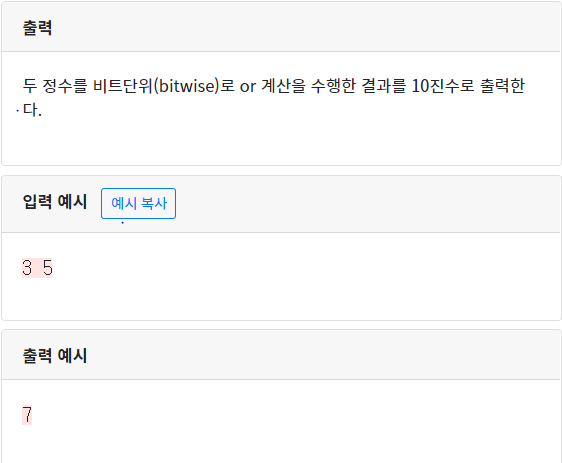 출력
두 정수를 비트단위(bitwise)로 or 계산을 수행한 결과를 10진수로 출력한
다.
입력 예시 예시 복사
3 5
출력 예시
7